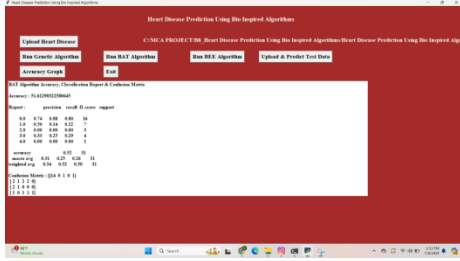 Heart Disease Prediction Using Bio Inspired Algorithms
Heart Disease Prediction Using Bio Inspired Algorithms
Upload Heart Disease
C:/MCA PROJECT/B8_Heart Disease Prediction Using Bio Inspired Algorithms/Heart Disease Prediction Using Bio Inspired Alg
Run Genetic Algorithm
Run BAT Algorithm
Run BEE Algorithm
Upload & Predict Test Data
Accuracy Graph
Exit
BAT Algorithm Accuracy, Classification Report & Confusion Matrix
Accuracy : 51.61290322580645
Report : precision recall f1-score support
0.0 0.74 0.88 0.80 16
1.0 0.50 0.14 0.22 7
2.0 0.00 0.00 0.00 3
3.0 0.33 0.25 0.29 4
4.0 0.00 0.00 0.00 1
accuracy 0.52 31
macro avg 0.31 0.25 0.26 31
weighted avg 0.54 0.52 0.50 31
Confusion Matrix : [[14 0 1 0 1]
[2 1 2 2 0]
[2 1 0 0 0]
[1 0 1 1 1]
Search